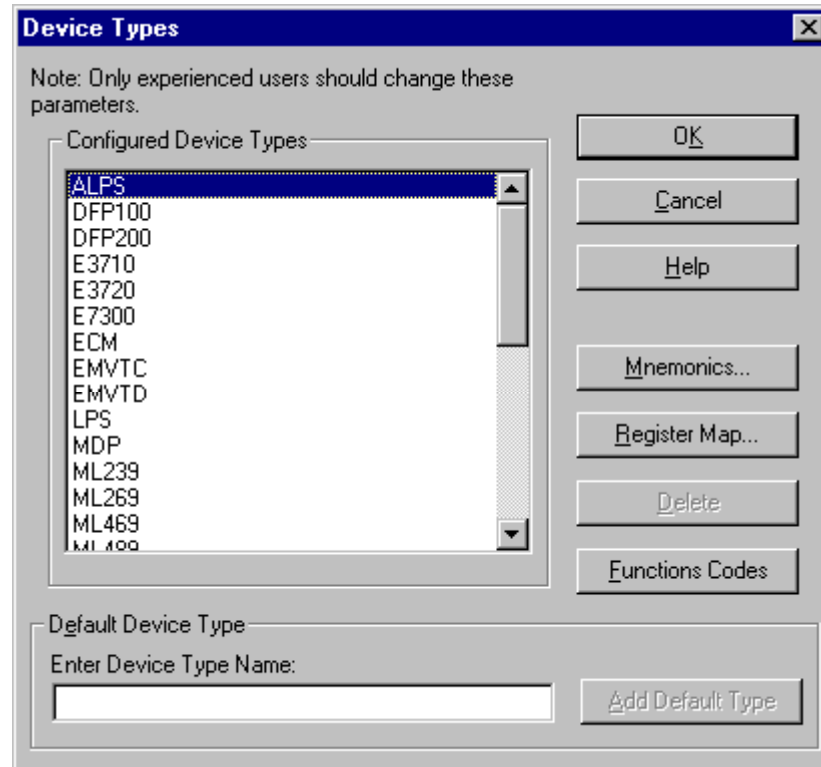 Device Types
Note: Only experienced users should change these
parameters.
Configured Device Types
ALPS
DFP100
DFP200
E3710
E3720
E7300
ECM
EMVTC
EMVTD
LPS
MDP
ML239
ML269
ML469
ML489
OK
Cancel
Help
Mnemonics...
Register Map...
Delete
Functions Codes
Default Device Type
Enter Device Type Name:
Add Default Type